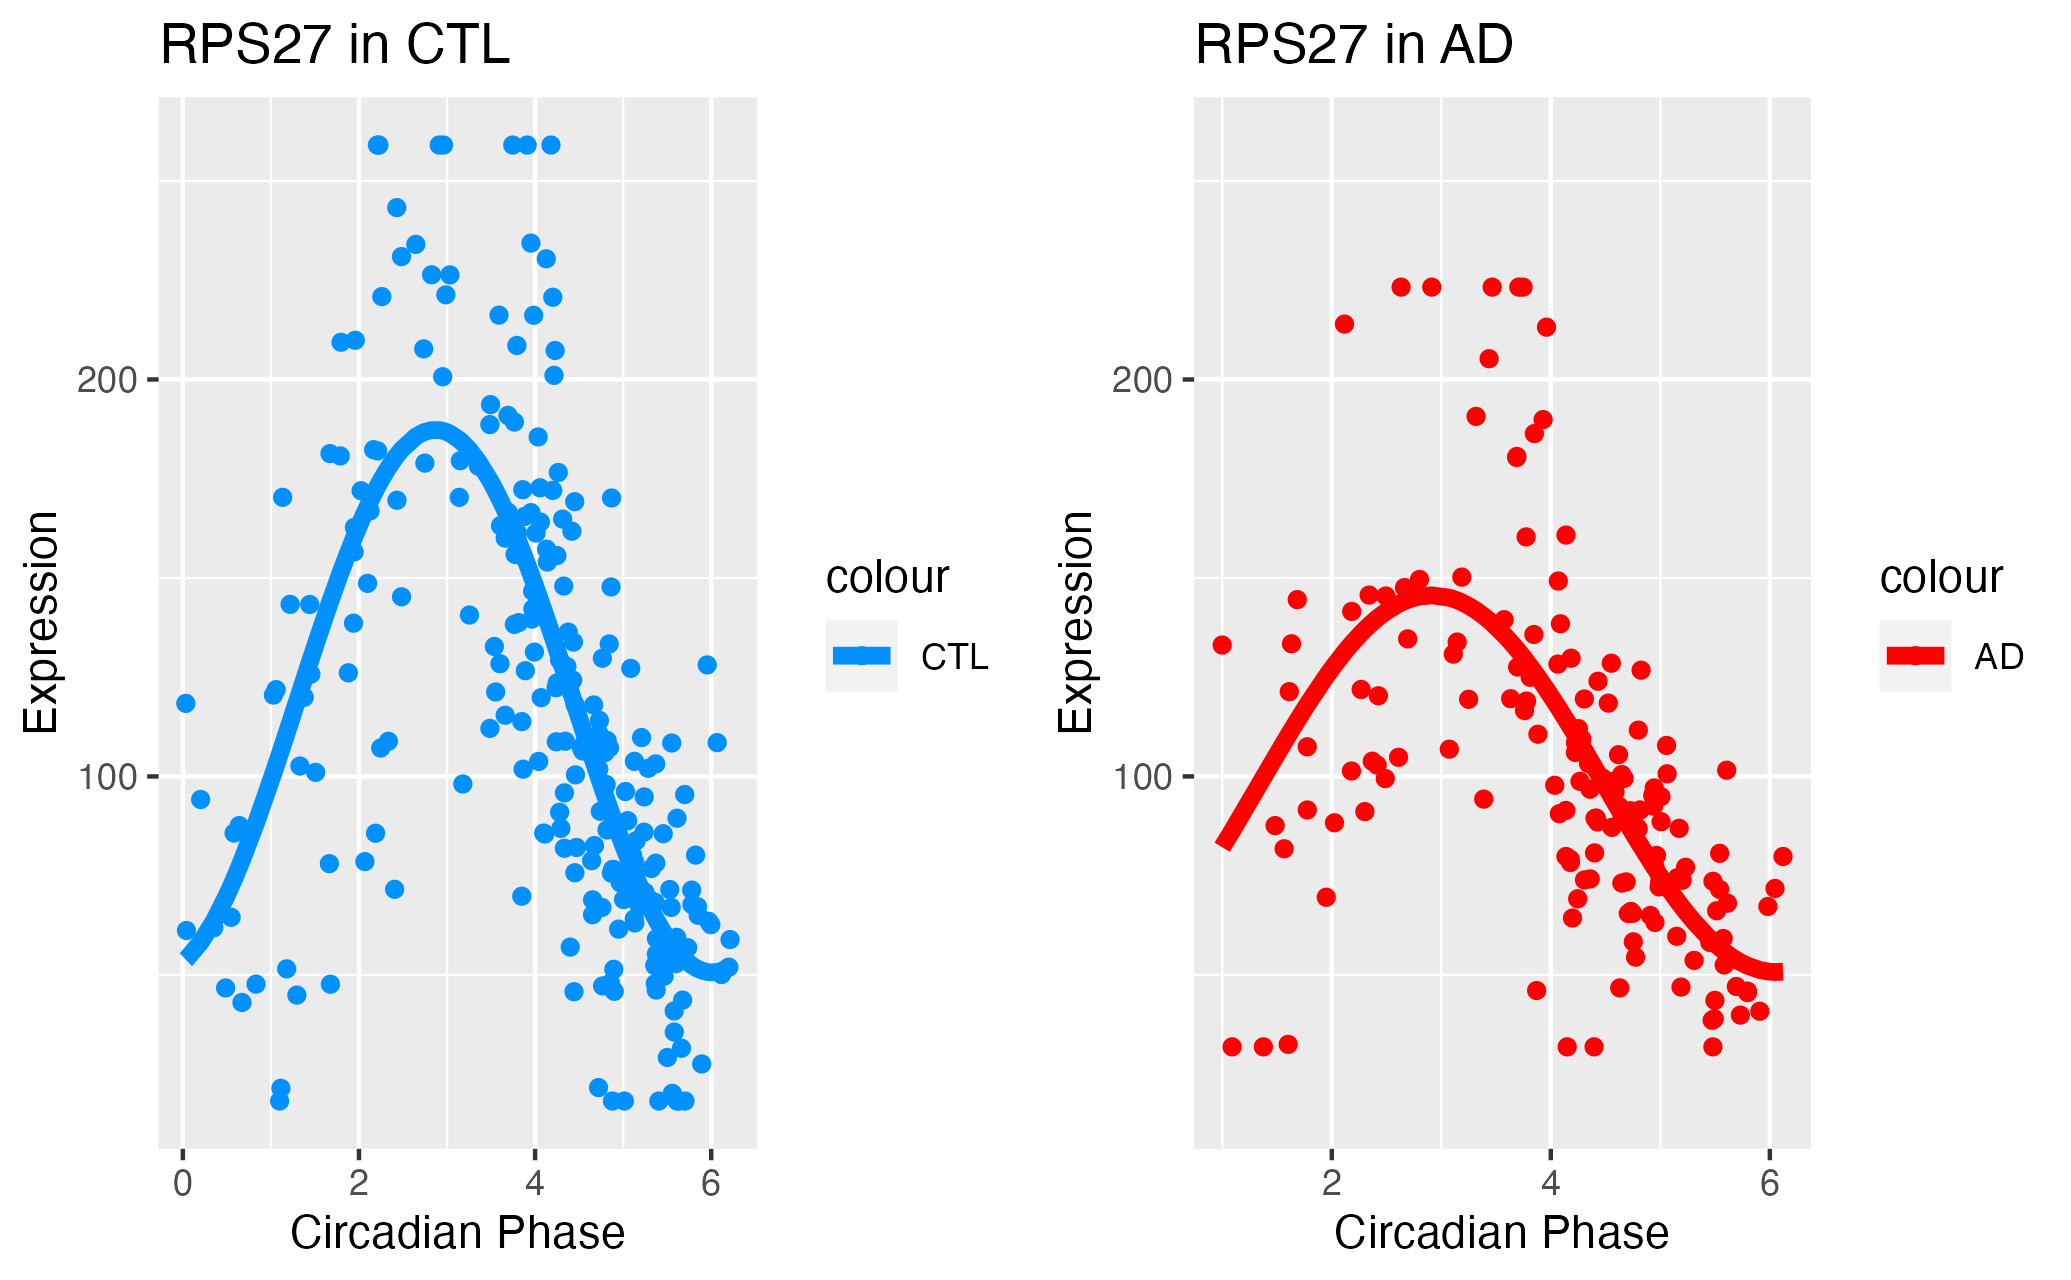 RPS27 in CTL
200
100
Expression
0 2 4 6
Circadian Phase
colour
CTL
RPS27 in AD
200
100
Expression
2 4 6
Circadian Phase
colour
AD